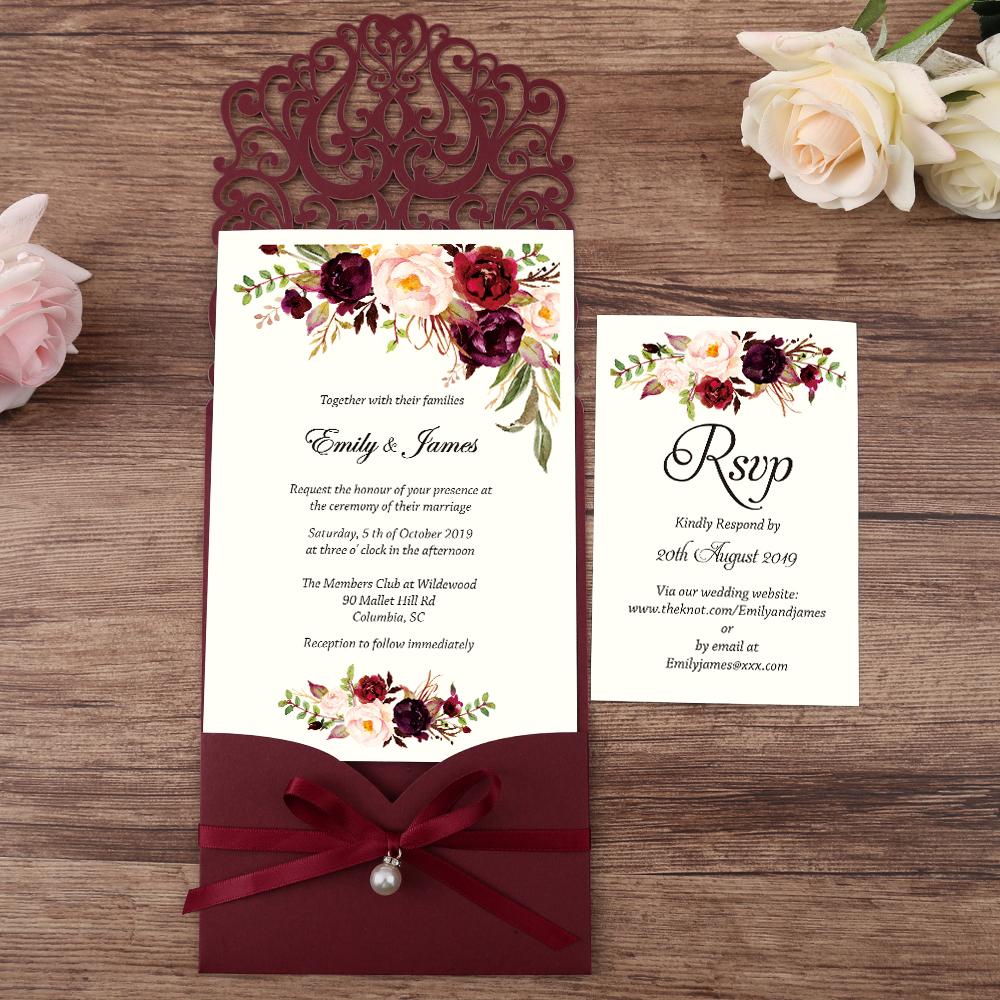 Together with their families
Emily & James
Request the honour of your presence at
the ceremony of their marriage
Saturday, 5 th of October 2019
at three o' clock in the afternoon
The Members Club at Wildewood
90 Mallet Hill Rd
Columbia, SC
Reception to follow immediately
Rsvp
Kindly Respond by
20th August 2019
Via our wedding website:
www.theknot.com/Emilyandjames
or
by email at
Emilyjames@xxx.com